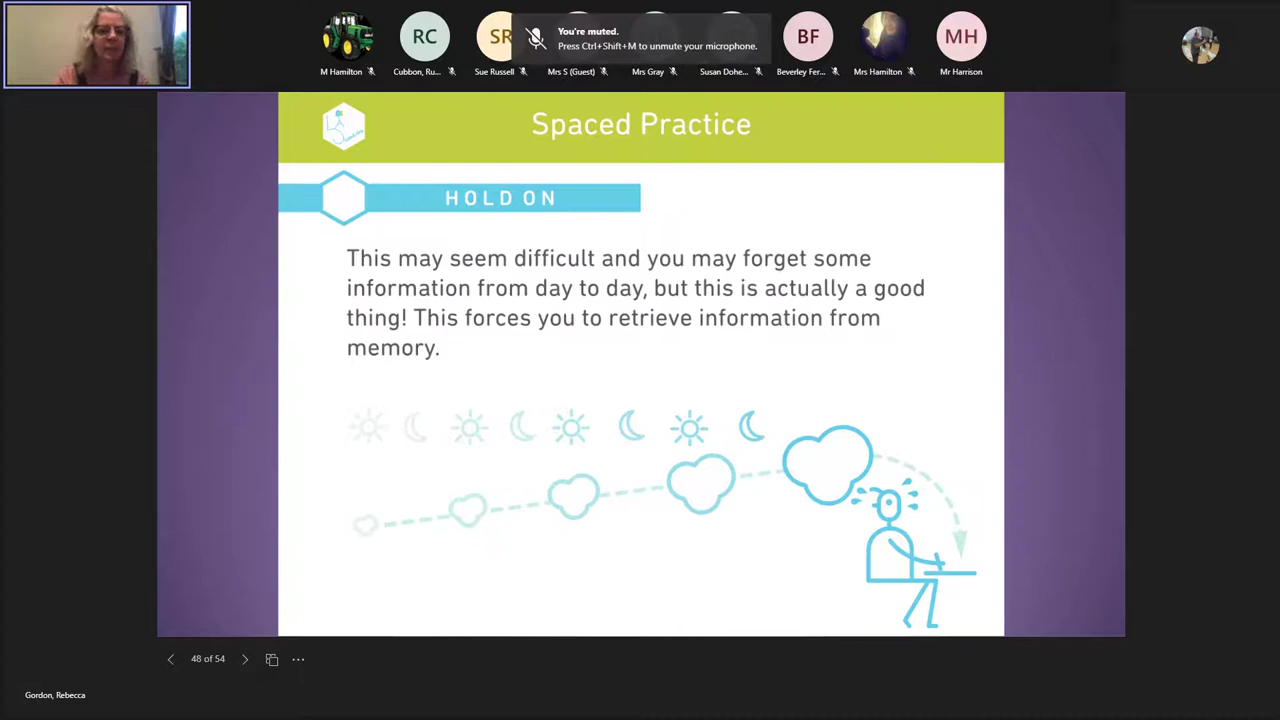 You're muted.
Press Ctrl+Shift+M to unmute your microphone.
RC
SR
BF
MH
M Hamilton
Cubbon, Ru...
Sue Russell
Mrs S (Guest)
Mrs Gray
Susan Dohe...
Beverley Fer...
Mrs Hamilton
Mr Harrison
Spaced Practice
HOLD ON
This may seem difficult and you may forget some
information from day to day, but this is actually a good
thing! This forces you to retrieve information from
memory.
48 of 54
Gordon, Rebecca